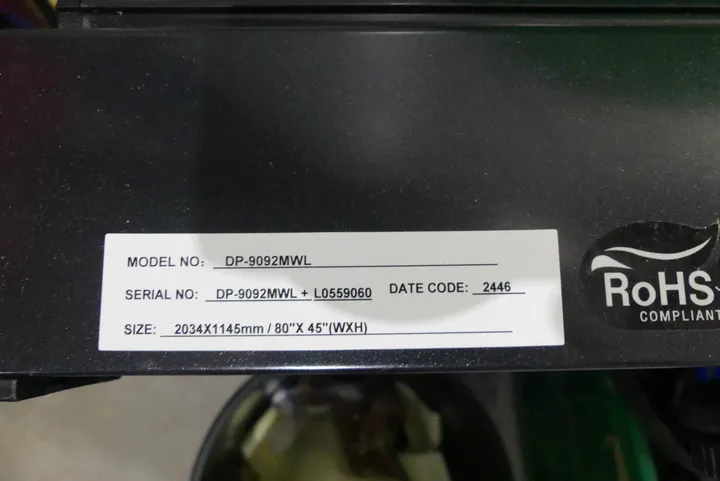 MODEL NO: DP-9092MWL
SERIAL NO: DP-9092MWL + L0559060 DATE CODE: 2446
SIZE: 2034X1145mm / 80"X 45"(WXH)
RoHS
COMPLIANT